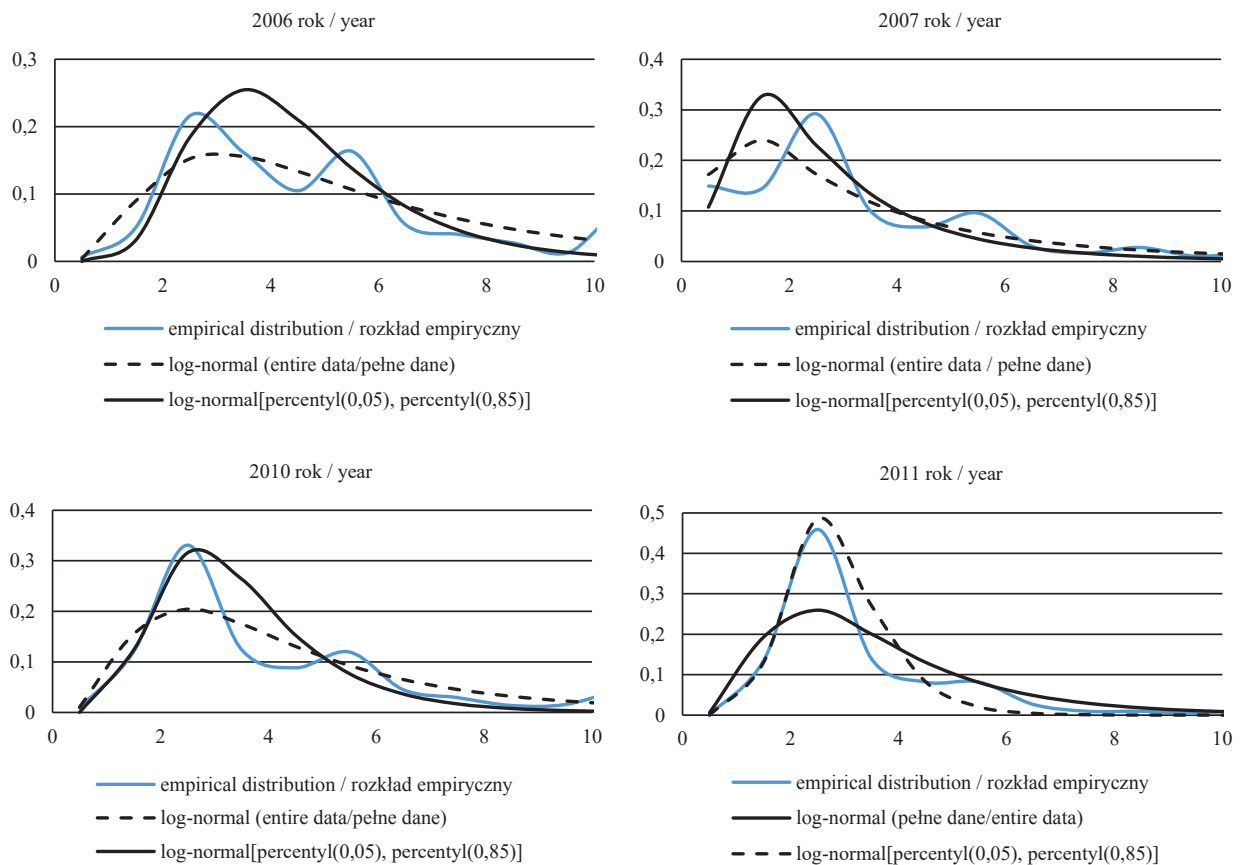 2006 rok / year
0,3
0,2
0,1
0
0 2 4 6 8 10
empirical distribution / rozkład empiryczny
log-normal (entire data/pełne dane)
log-normal[percentyl(0,05), percentyl(0,85)]
2007 rok / year
0,4
0,3
0,2
0,1
0
0 2 4 6 8 10
empirical distribution / rozkład empiryczny
log-normal (entire data / pełne dane)
log-normal[percentyl(0,05), percentyl(0,85)]
2010 rok / year
0,4
0,3
0,2
0,1
0
0 2 4 6 8 10
empirical distribution / rozkład empiryczny
log-normal (entire data/pełne dane)
log-normal[percentyl(0,05), percentyl(0,85)]
2011 rok / year
0,5
0,4
0,3
0,2
0,1
0
0 2 4 6 8 10
empirical distribution / rozkład empiryczny
log-normal (pełne dane/entire data)
log-normal[percentyl(0,05), percentyl(0,85)]